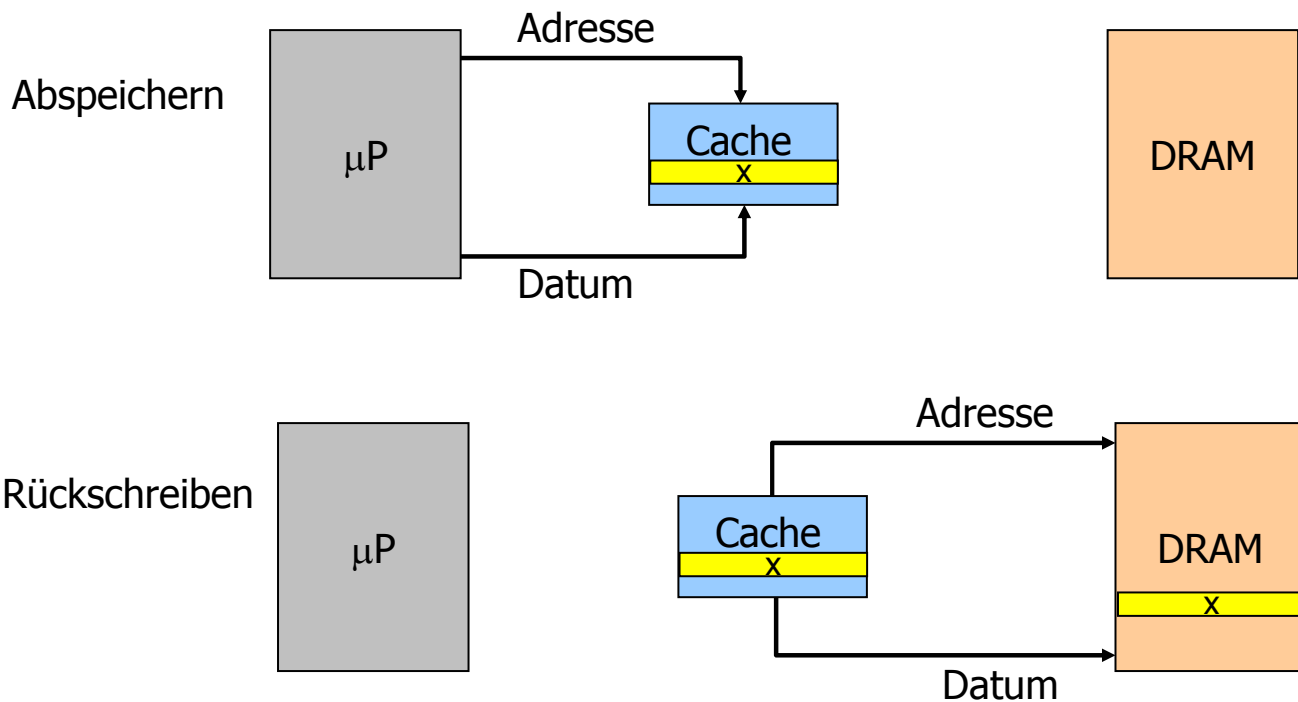 Adresse
Abspeichern
µP
Cache
x
DRAM
Datum
Adresse
Rückschreiben
µP
Cache
x
DRAM
x
Datum